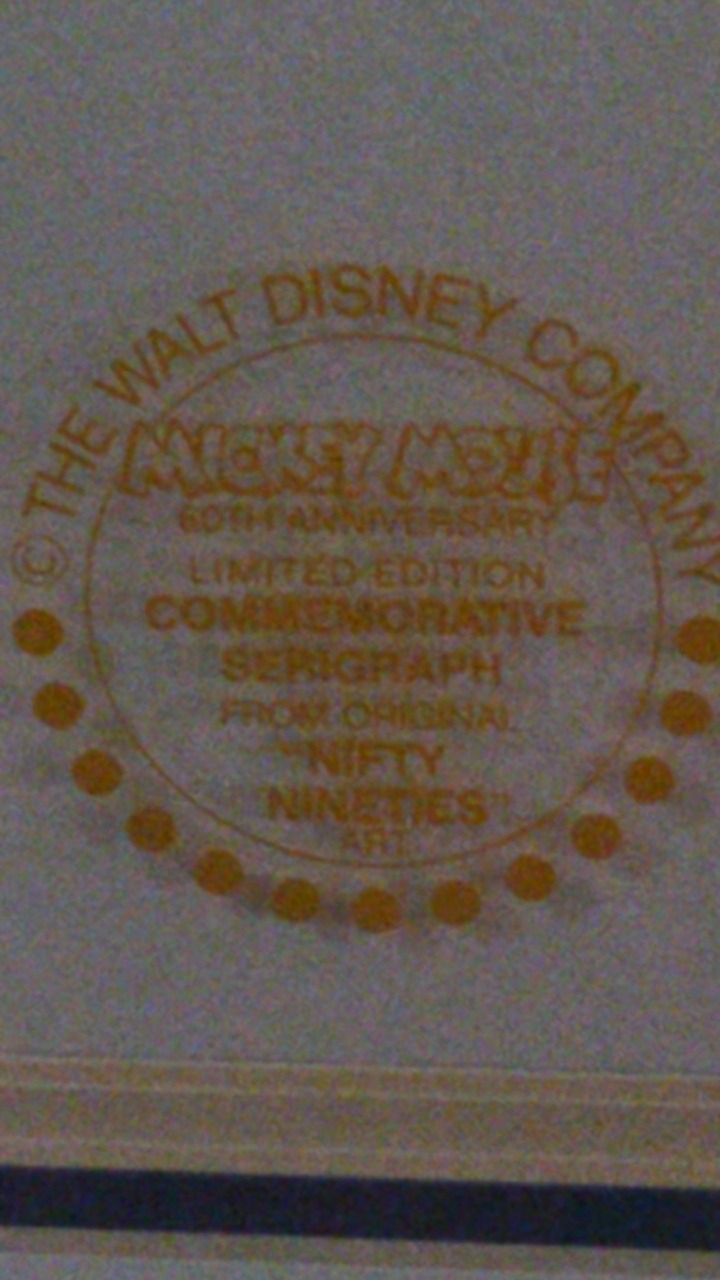 © THE WALT DISNEY COMPANY
MICKEY MOUSE
60TH ANNIVERSARY
LIMITED EDITION
COMMEMORATIVE
SERIGRAPH
FROM ORIGINAL
"NIFTY
NINETIES"
ART